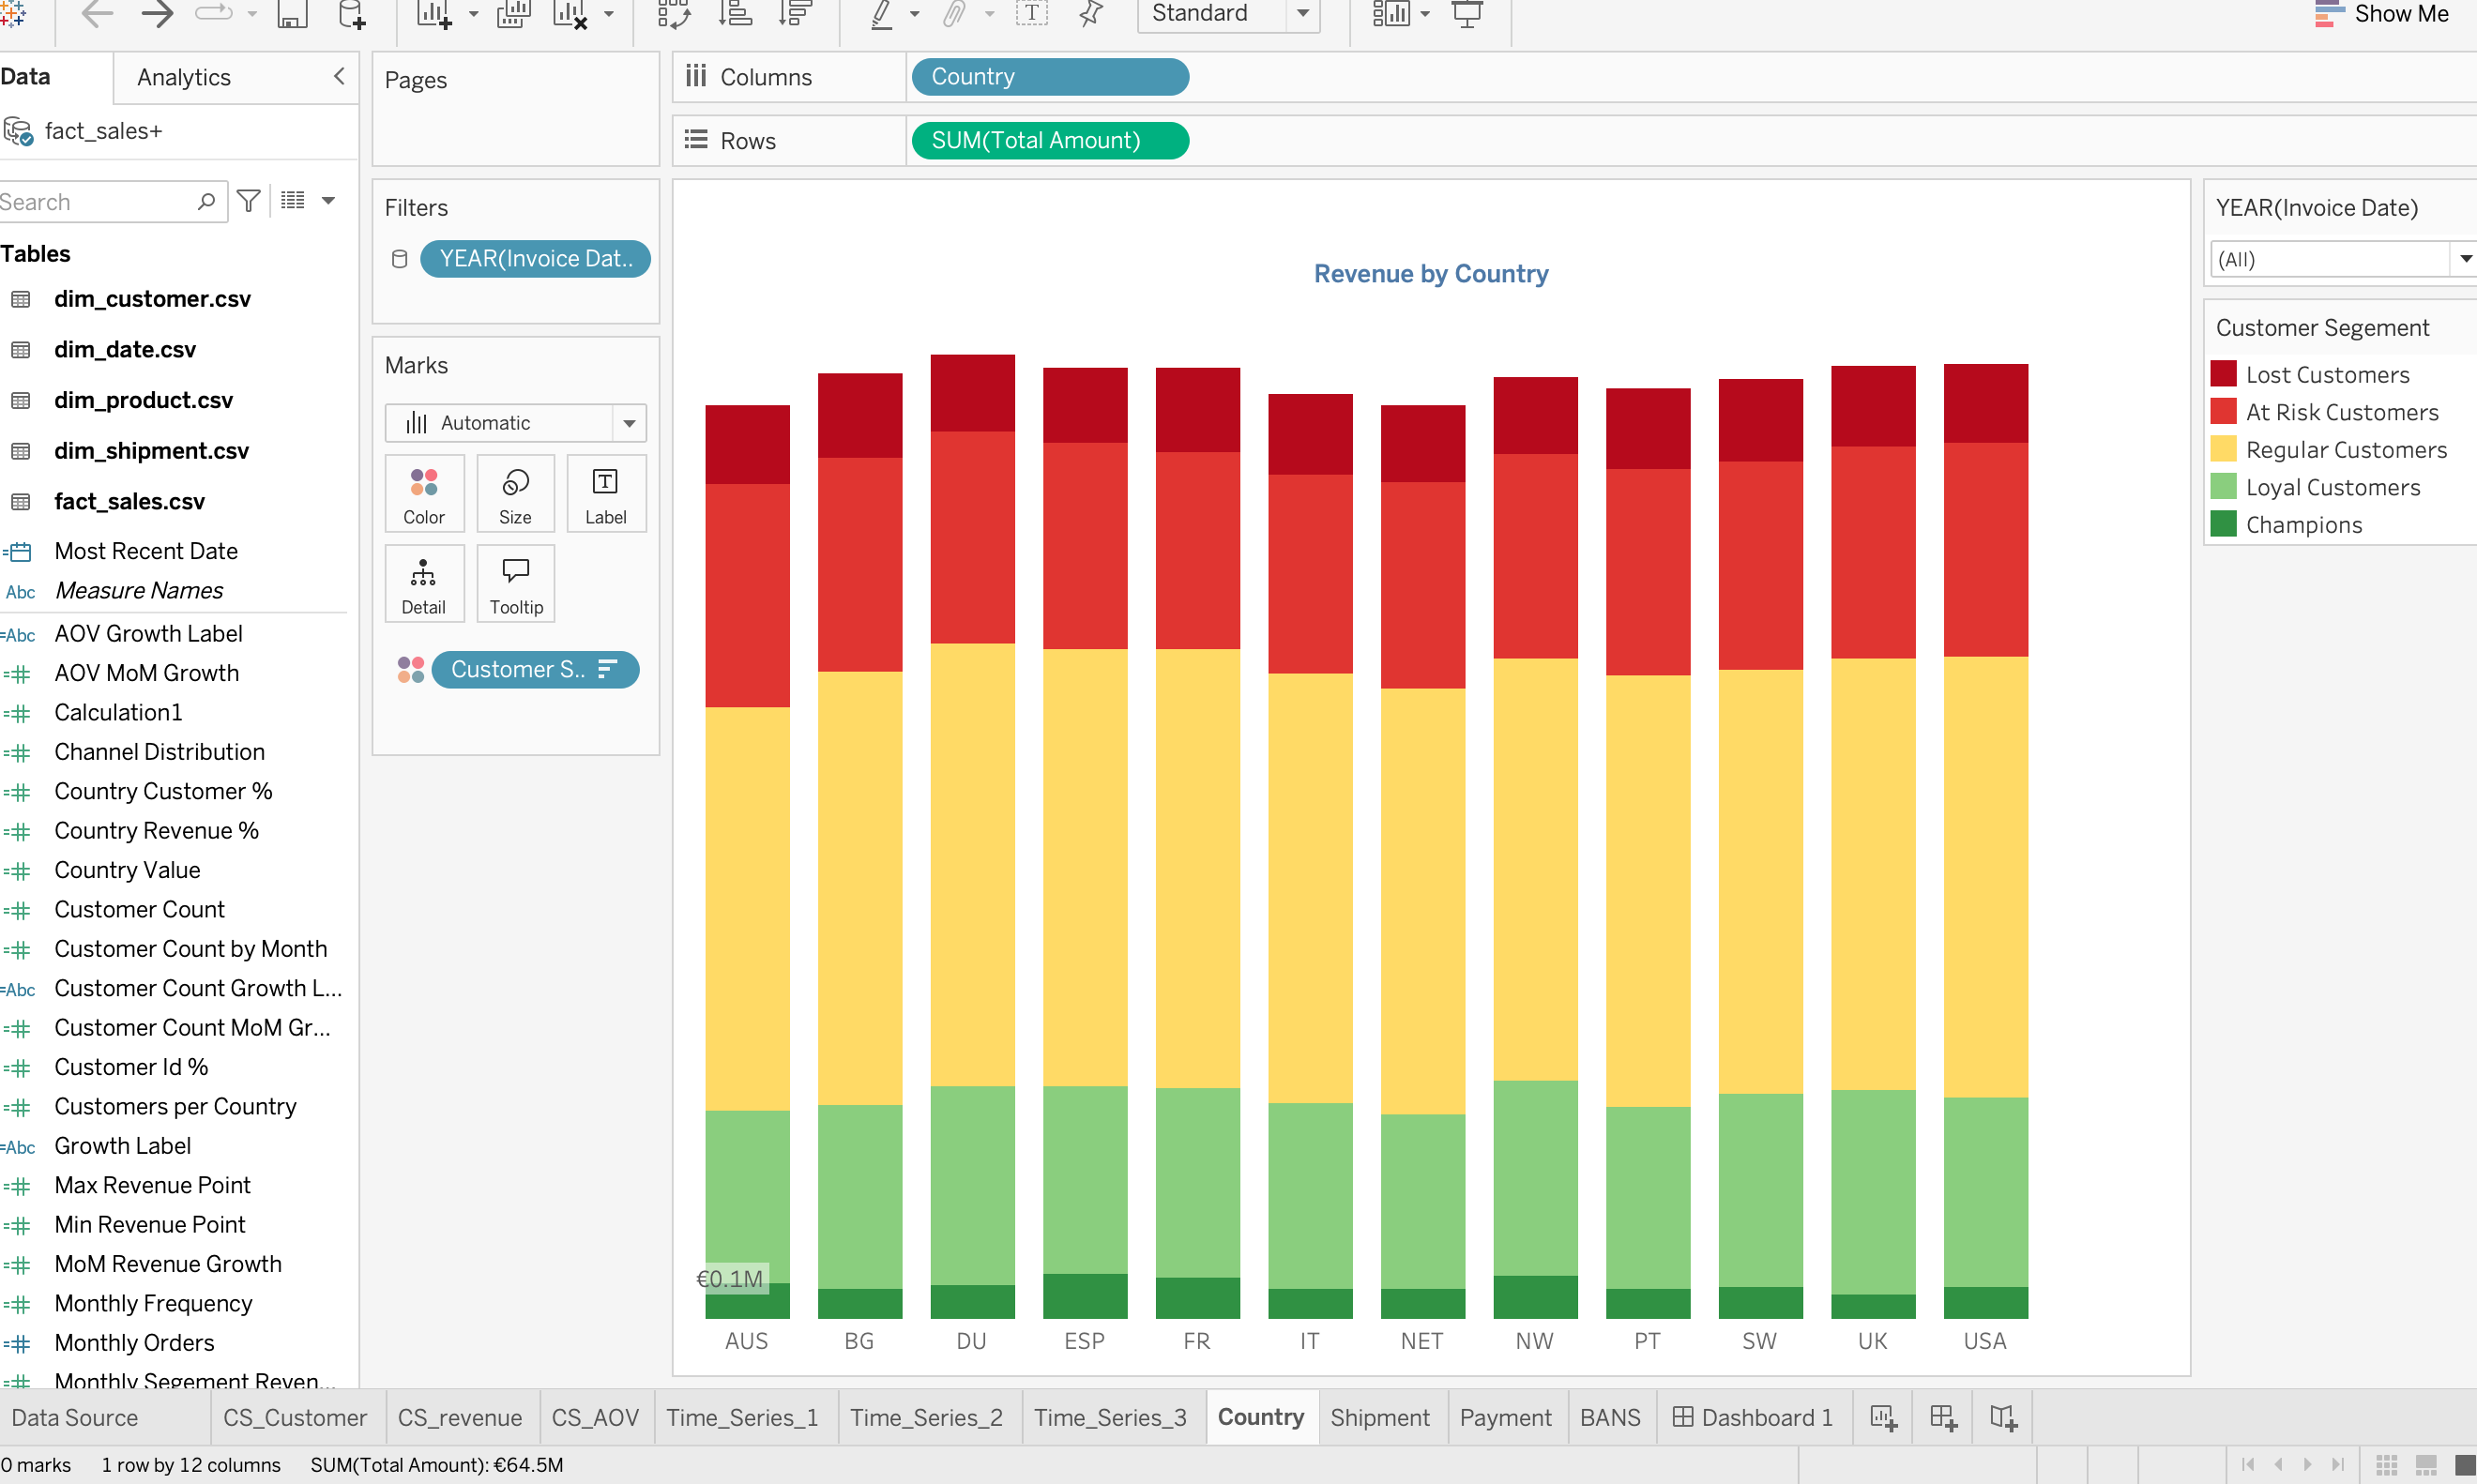 Standard
Show Me
Data
Analytics
fact_sales+
Search
Tables
dim_customer.csv
dim_date.csv
dim_product.csv
dim_shipment.csv
fact_sales.csv
Most Recent Date
Abc Measure Names
=Abc AOV Growth Label
AOV MoM Growth
Calculation1
Channel Distribution
Country Customer %
Country Revenue %
Country Value
Customer Count
Customer Count by Month
=Abc Customer Count Growth L...
Customer Count MoM Gr...
Customer Id %
Customers per Country
=Abc Growth Label
Max Revenue Point
Min Revenue Point
MoM Revenue Growth
Monthly Frequency
Monthly Orders
Monthly Segement Reven...
Pages
Filters
YEAR(Invoice Dat..
Marks
Automatic
Color Size Label
Detail Tooltip
Customer S..
Columns Country
Rows SUM(Total Amount)
Revenue by Country
€0.1M
AUS BG DU ESP FR IT NET NW PT SW UK USA
YEAR(Invoice Date)
(All)
Customer Segement
Lost Customers
At Risk Customers
Regular Customers
Loyal Customers
Champions
Data Source CS_Customer CS_revenue CS_AOV Time_Series_1 Time_Series_2 Time_Series_3 Country Shipment Payment BANS Dashboard 1
0 marks 1 row by 12 columns SUM(Total Amount): €64.5M